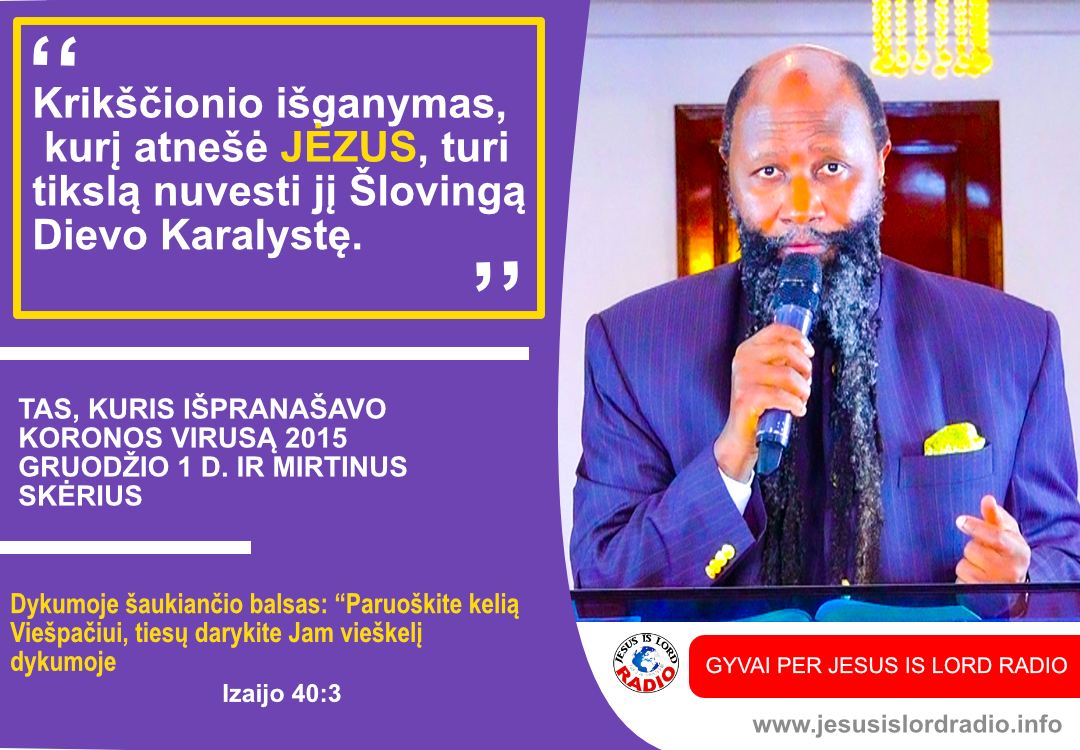 “
Krikščionio išganymas,
kurį atnešė JĖZUS, turi
tikslą nuvesti jį Šlovingą
Dievo Karalystę.
”
TAS, KURIS IŠPRANAŠAVO
KORONOS VIRUSĄ 2015
GRUODŽIO 1 D. IR MIRTINUS
SKĖRIUS
Dykumoje šaukiančio balsas: “Paruoškite kelią
Viešpačiui, tiesų darykite Jam vieškelį
dykumoje
Izaijo 40:3
JESUS IS LORD
RADIO
GYVAI PER JESUS IS LORD RADIO
www.jesusislordradio.info